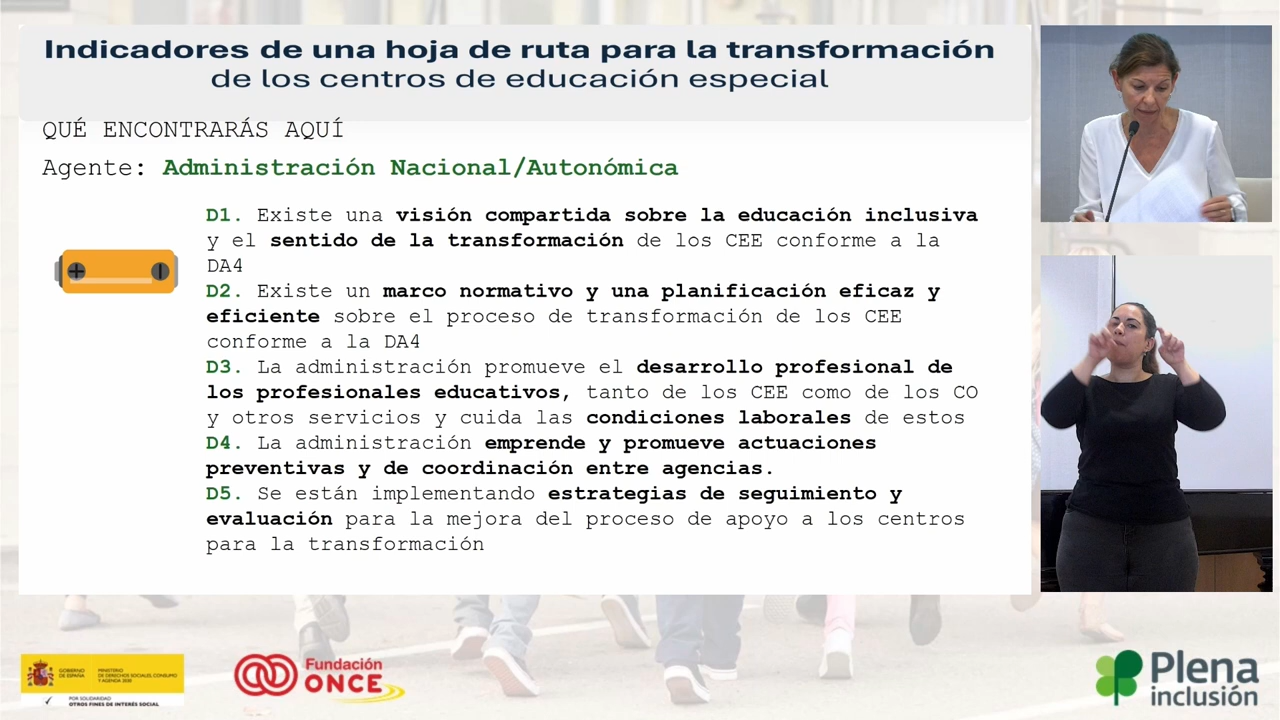 Indicadores de una hoja de ruta para la transformación
de los centros de educación especial
QUÉ ENCONTRARÁS AQUÍ
Agente: Administración Nacional/Autonómica
D1. Existe una visión compartida sobre la educación inclusiva
y el sentido de la transformación de los CEE conforme a la
DA4
D2. Existe un marco normativo y una planificación eficaz y
eficiente sobre el proceso de transformación de los CEE
conforme a la DA4
D3. La administración promueve el desarrollo profesional de
los profesionales educativos, tanto de los CEE como de los CO
y otros servicios y cuida las condiciones laborales de estos
D4. La administración emprende y promueve actuaciones
preventivas y de coordinación entre agencias.
D5. Se están implementando estrategias de seguimiento y
evaluación para la mejora del proceso de apoyo a los centros
para la transformación
GOBIERNO
DE ESPAÑA
MINISTERIO
DE DERECHOS SOCIALES, CONSUMO
Y AGENDA 2030
POR SOLIDARIDAD
OTROS FINES DE INTERÉS SOCIAL
Fundación
ONCE
Plena
inclusión